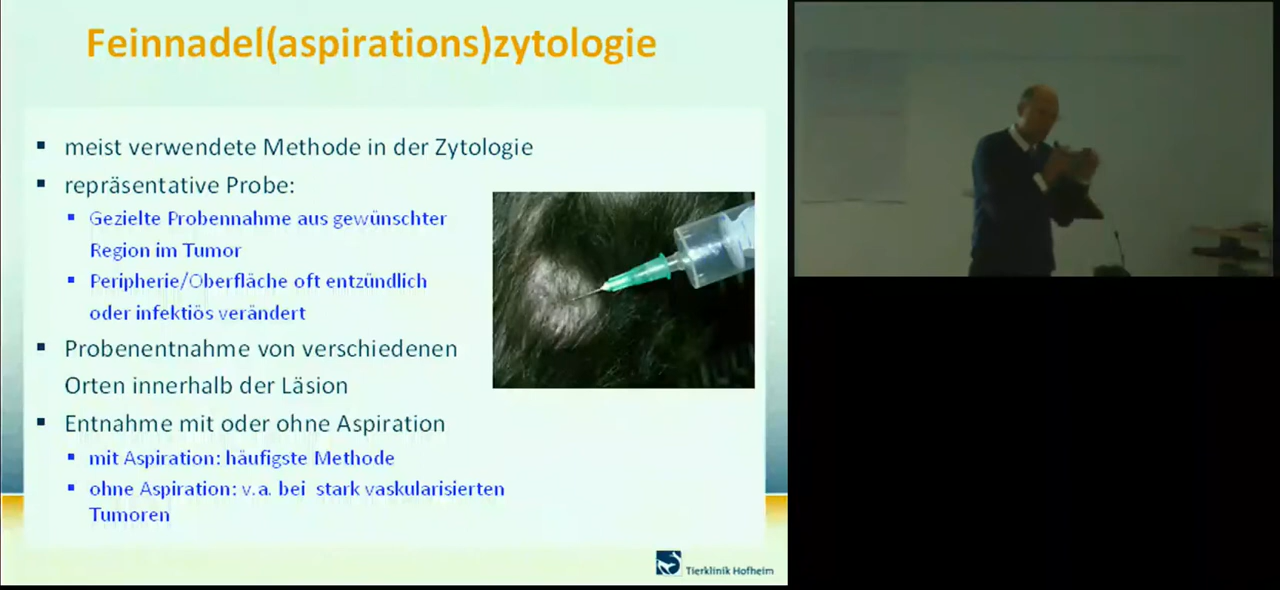 Feinnadel(aspirations)zytologie
▪ meist verwendete Methode in der Zytologie
▪ repräsentative Probe:
▪ Gezielte Probennahme aus gewünschter
Region im Tumor
▪ Peripherie/Oberfläche oft entzündlich
oder infektiös verändert
▪ Probenentnahme von verschiedenen
Orten innerhalb der Läsion
▪ Entnahme mit oder ohne Aspiration
▪ mit Aspiration: häufigste Methode
▪ ohne Aspiration: v.a. bei stark vaskularisierten
Tumoren
Tierklinik Hofheim